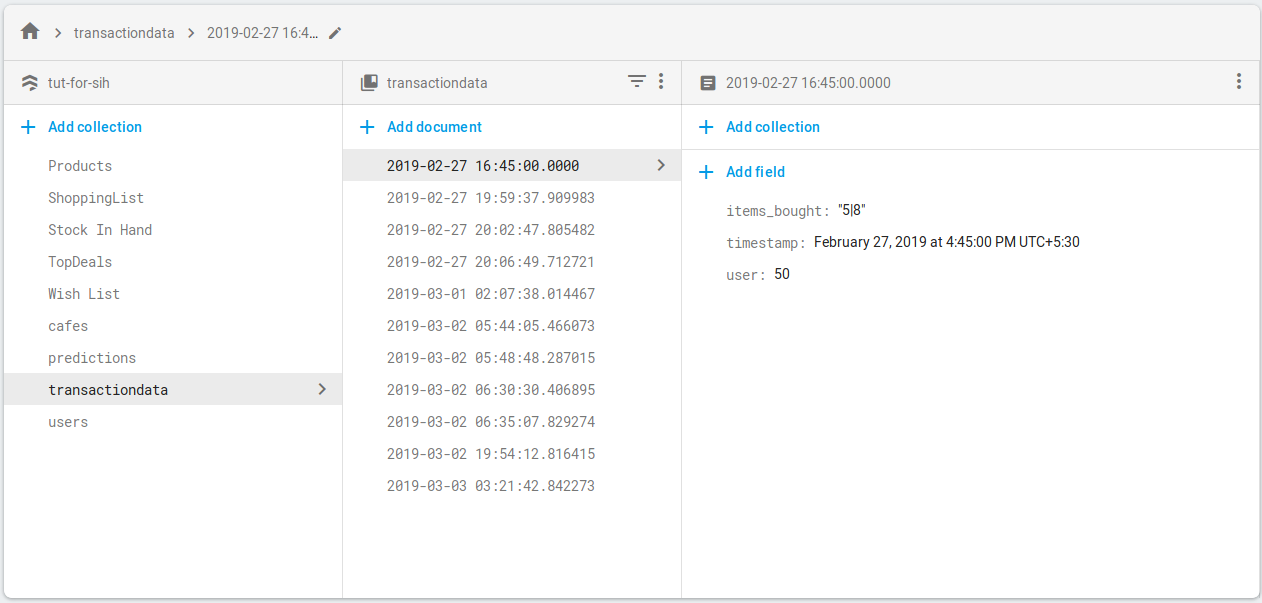 transactiondata 2019-02-27 16:4...
tut-for-sih
Add collection
Products
ShoppingList
Stock In Hand
TopDeals
Wish List
cafes
predictions
transactiondata
users
transactiondata
Add document
2019-02-27 16:45:00.0000
2019-02-27 19:59:37.909983
2019-02-27 20:02:47.805482
2019-02-27 20:06:49.712721
2019-03-01 02:07:38.014467
2019-03-02 05:44:05.466073
2019-03-02 05:48:48.287015
2019-03-02 06:30:30.406895
2019-03-02 06:35:07.829274
2019-03-02 19:54:12.816415
2019-03-03 03:21:42.842273
2019-02-27 16:45:00.0000
Add collection
Add field
items_bought: "5|8"
timestamp: February 27, 2019 at 4:45:00 PM UTC+5:30
user: 50